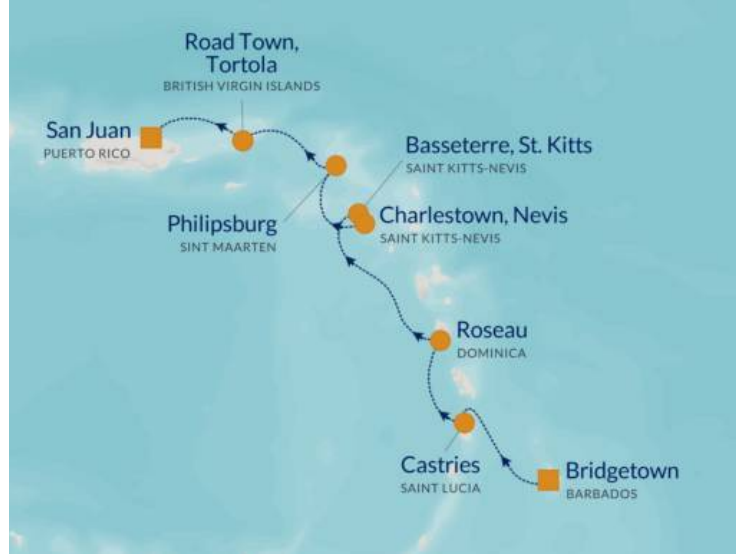 Road Town,
Tortola
BRITISH VIRGIN ISLANDS
San Juan
PUERTO RICO
Basseterre, St. Kitts
SAINT KITTS-NEVIS
Philipsburg
SINT MAARTEN
Charlestown, Nevis
SAINT KITTS-NEVIS
Roseau
DOMINICA
Castries
SAINT LUCIA
Bridgetown
BARBADOS